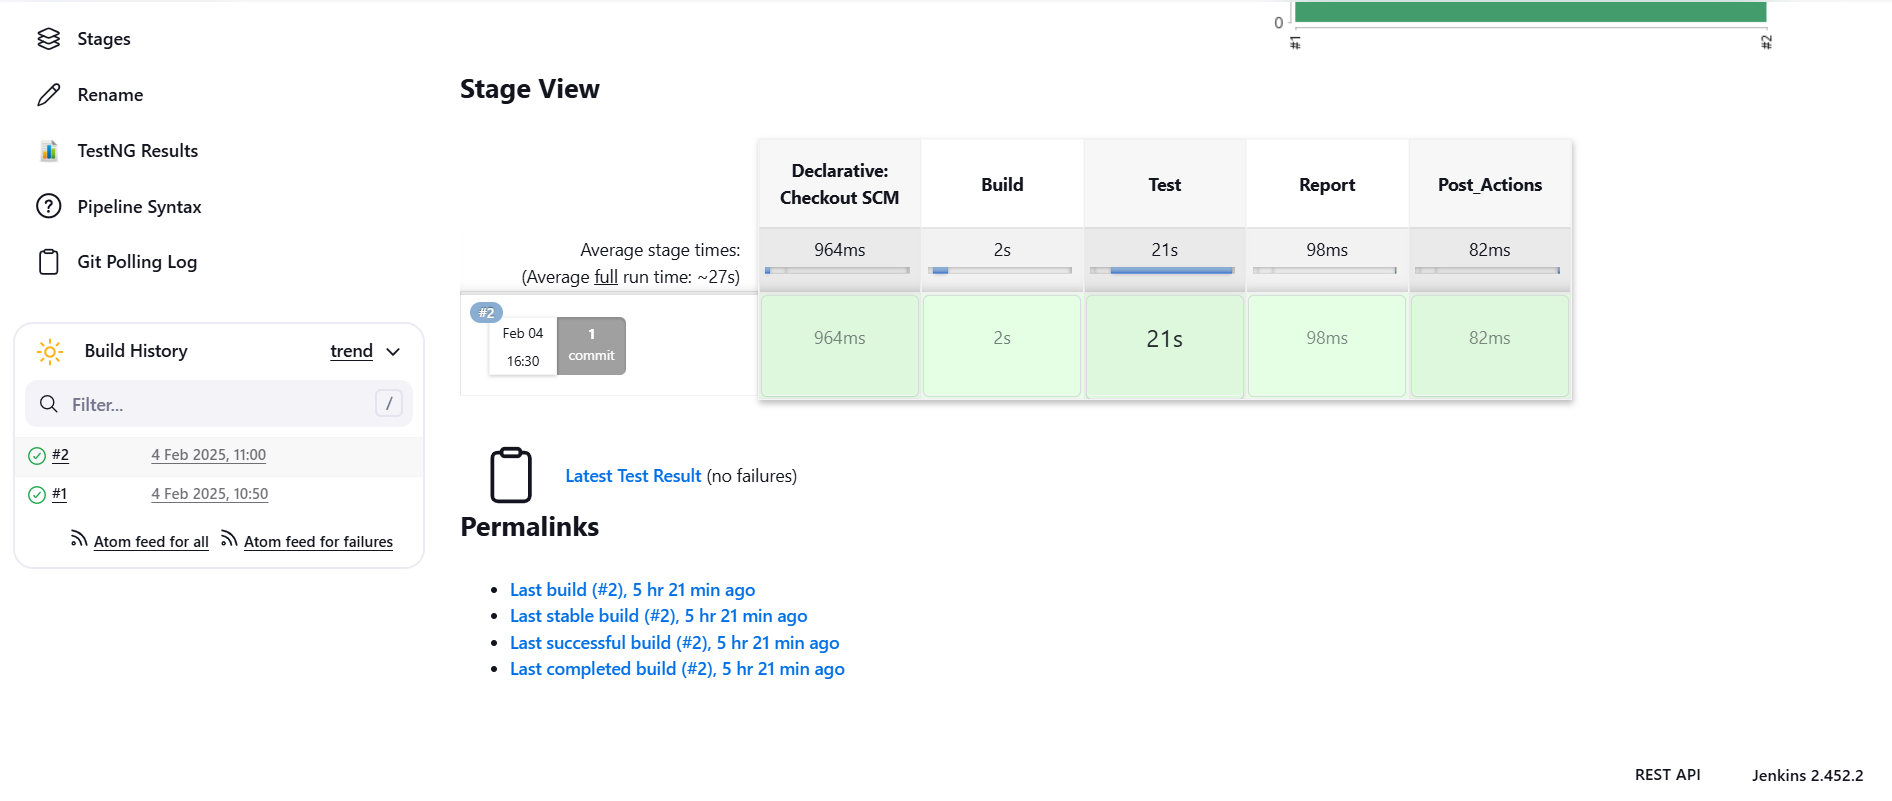 Stages
Rename
TestNG Results
Pipeline Syntax
Git Polling Log
Build History
trend
Filter...
/
#2
4 Feb 2025, 11:00
#1
4 Feb 2025, 10:50
Atom feed for all
Atom feed for failures
0
#1
#2
Stage View
Declarative:
Checkout SCM
Build
Test
Report
Post_Actions
Average stage times:
(Average full run time: ~27s)
964ms
2s
21s
98ms
82ms
#2
Feb 04
16:30
1
commit
964ms
2s
21s
98ms
82ms
Latest Test Result (no failures)
Permalinks
Last build (#2), 5 hr 21 min ago
Last stable build (#2), 5 hr 21 min ago
Last successful build (#2), 5 hr 21 min ago
Last completed build (#2), 5 hr 21 min ago
REST API
Jenkins 2.452.2